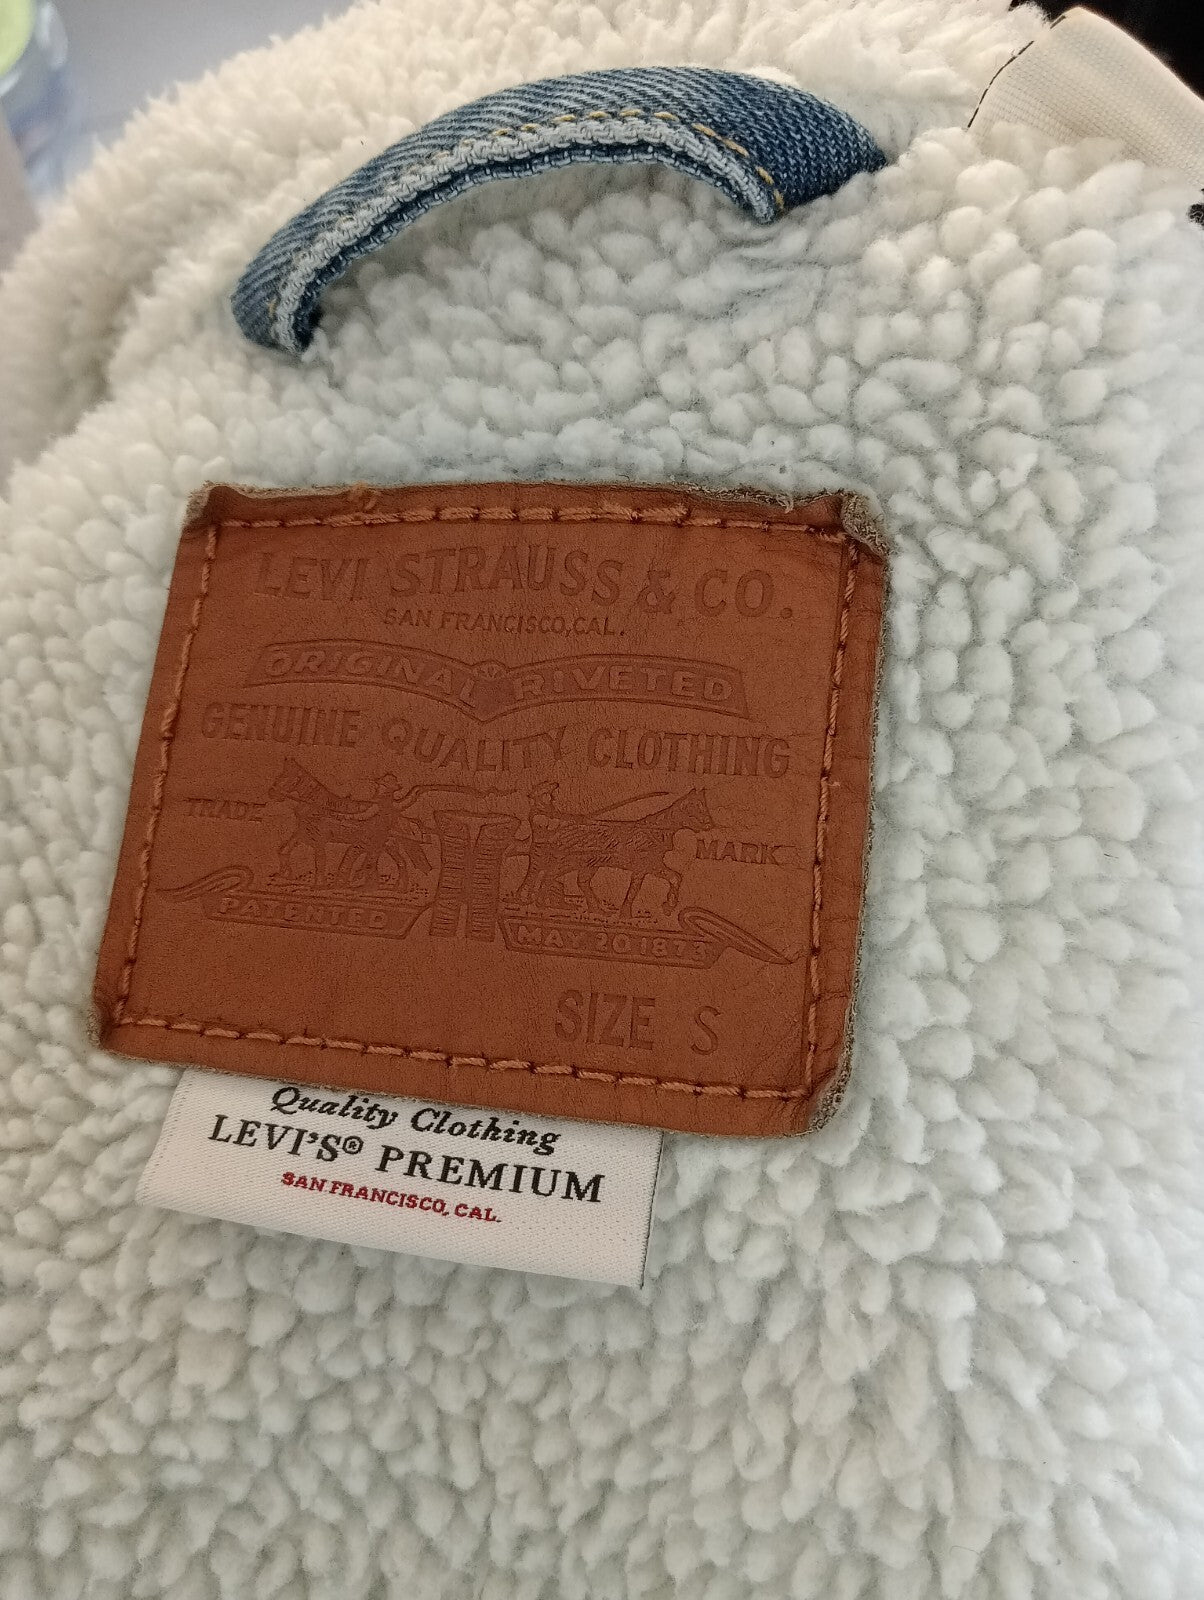 LEVI STRAUSS & CO.
SAN FRANCISCO, CAL.
ORIGINAL RIVETED
GENUINE QUALITY CLOTHING
TRADE MARK
PATENTED MAY 20 1873
SIZE S
Quality Clothing
LEVI'S® PREMIUM
SAN FRANCISCO, CAL.